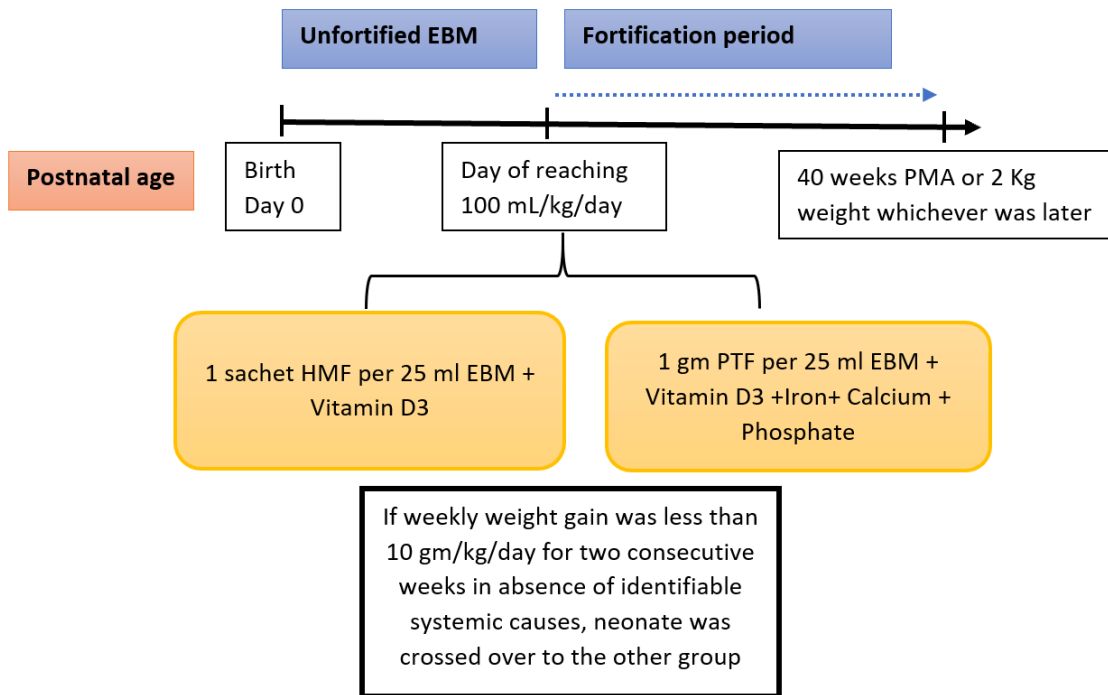 Unfortified EBM
Fortification period
Postnatal age
Birth
Day 0
Day of reaching
100 mL/kg/day
40 weeks PMA or 2 Kg
weight whichever was later
1 sachet HMF per 25 ml EBM +
Vitamin D3
1 gm PTF per 25 ml EBM +
Vitamin D3 +Iron+ Calcium +
Phosphate
If weekly weight gain was less than
10 gm/kg/day for two consecutive
weeks in absence of identifiable
systemic causes, neonate was
crossed over to the other group